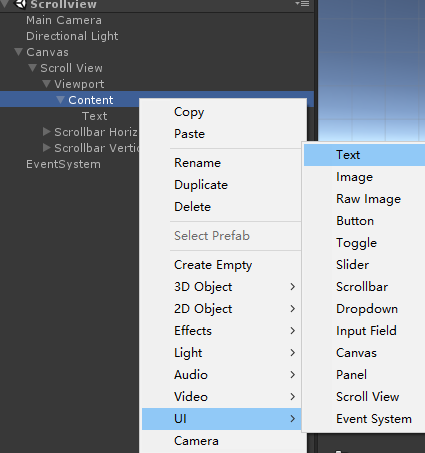 Scrollview
Main Camera
Directional Light
Canvas
Scroll View
Viewport
Content
Text
Scrollbar Horiz
Scrollbar Vertic
EventSystem
Copy
Paste
Rename
Duplicate
Delete
Select Prefab
Create Empty
3D Object
2D Object
Effects
Light
Audio
Video
UI
Camera
Text
Image
Raw Image
Button
Toggle
Slider
Scrollbar
Dropdown
Input Field
Canvas
Panel
Scroll View
Event System